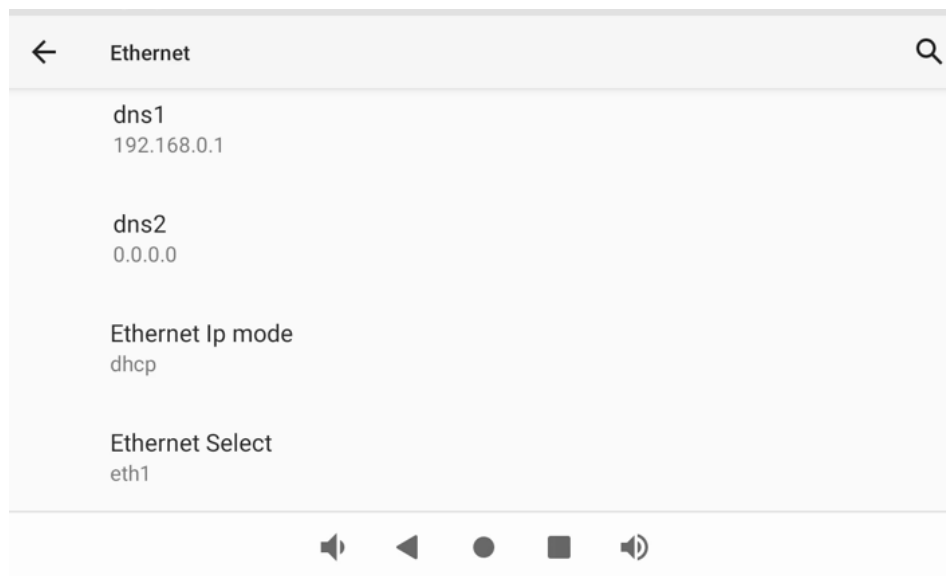 Ethernet
dns1
192.168.0.1
dns2
0.0.0.0
Ethernet Ip mode
dhcp
Ethernet Select
eth1